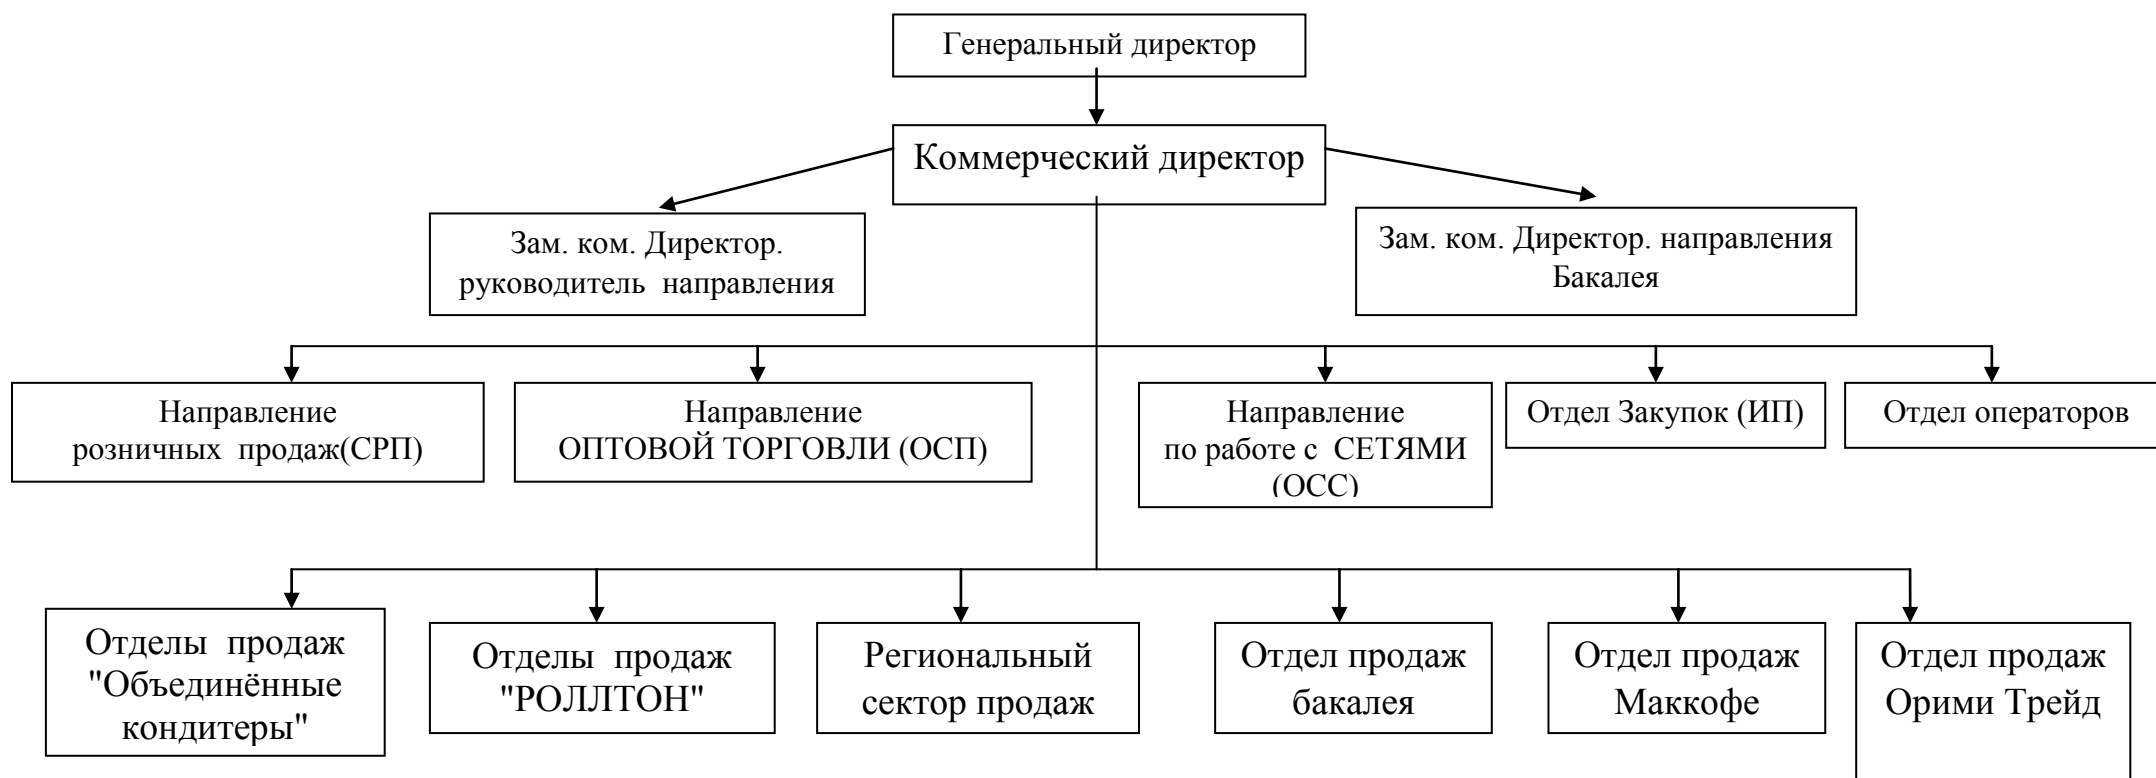 Генеральный директор
Коммерческий директор
Зам. ком. Директор.
руководитель направления
Зам. ком. Директор. направления
Бакалея
Направление
розничных продаж(СРП)
Направление
ОПТОВОЙ ТОРГОВЛИ (ОСП)
Направление
по работе с СЕТЯМИ
(ОСС)
Отдел Закупок (ИП)
Отдел операторов
Отделы продаж
"Объединённые
кондитеры"
Отделы продаж
"РОЛЛТОН"
Региональный
сектор продаж
Отдел продаж
бакалея
Отдел продаж
Маккофе
Отдел продаж
Орими Трейд